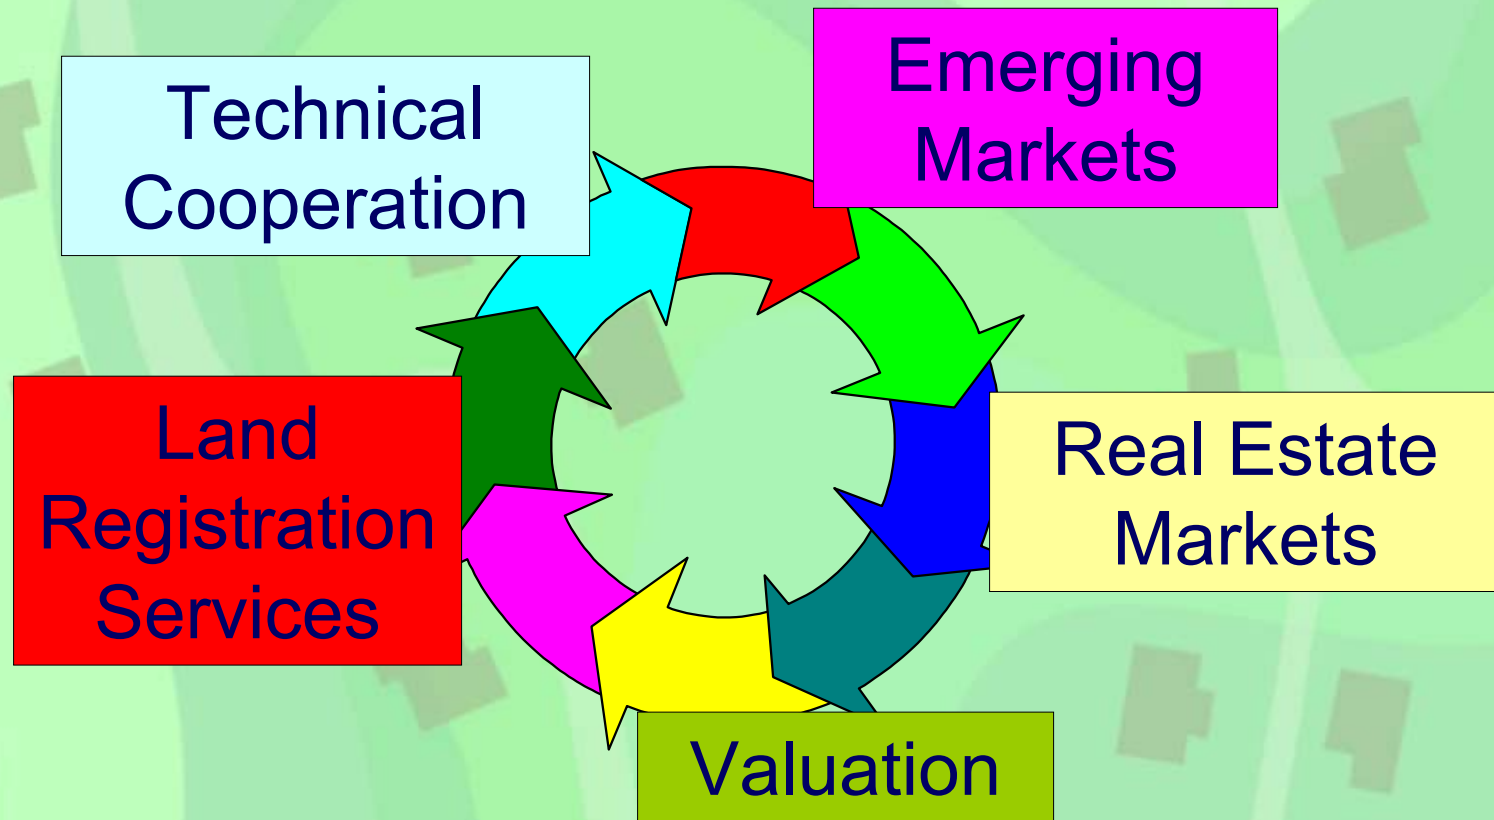 Technical
Cooperation
Emerging
Markets
Land
Registration
Services
Real Estate
Markets
Valuation